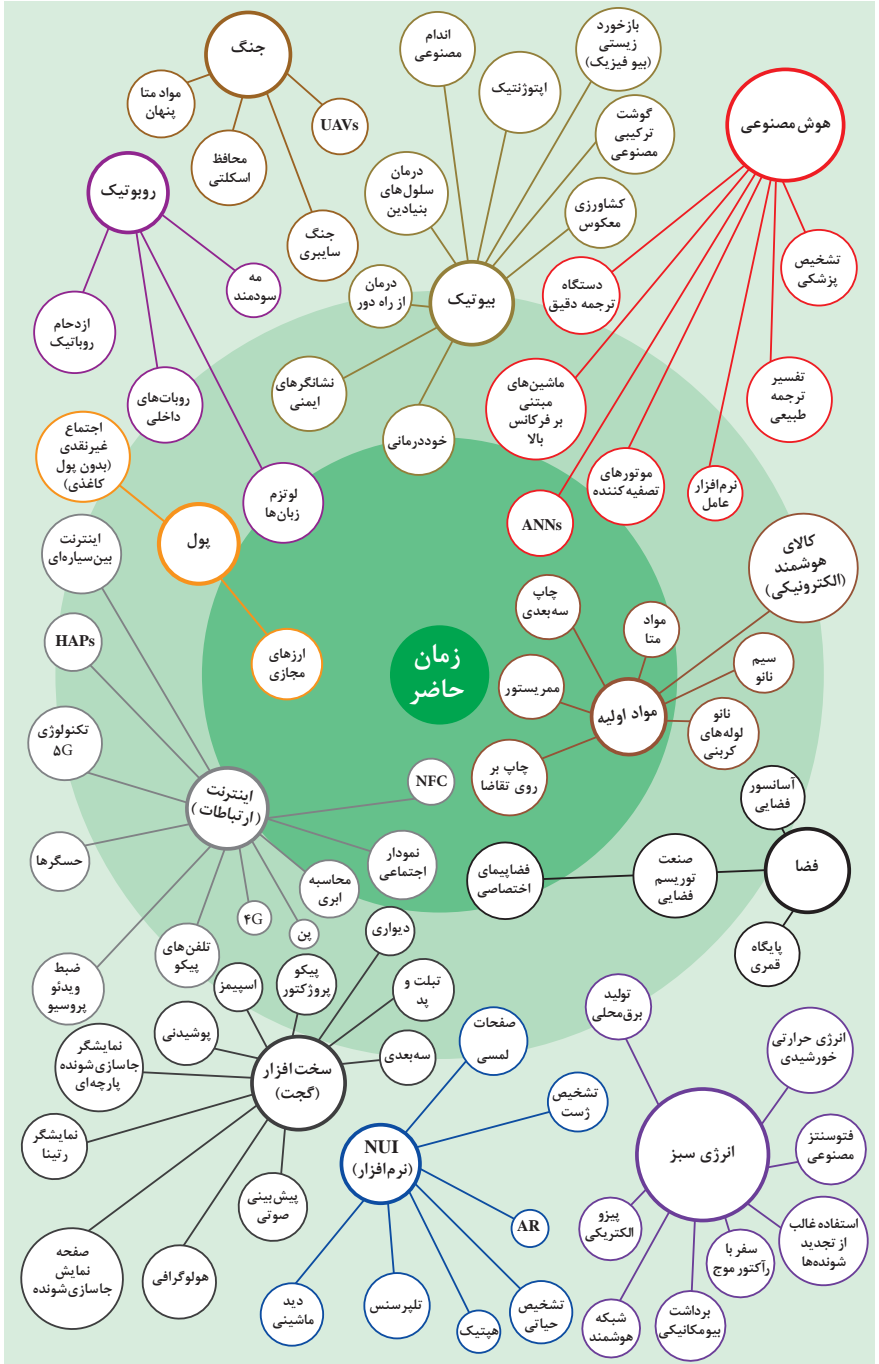 جنگ
مواد متا
پنهان
محافظ
اسکلتی
جنگ
سایبری
UAVs
روبوتیک
ازدحام
روباتیک
روبات‌های
داخلی
لوتزم
زبان‌ها
مه
سودمند
بیوتیک
اندام
مصنوعی
اپتوژنتیک
بازخورد
زیستی
(بیو فیزیک)
گوشت
ترکیبی
مصنوعی
کشاورزی
معکوس
درمان
سلول‌های
بنیادین
درمان
از راه دور
نشانگرهای
ایمنی
خوددرمانی
هوش مصنوعی
تشخیص
پزشکی
تفسیر
ترجمه
طبیعی
نرم‌افزار
عامل
موتورهای
تصفیه‌کننده
ANNs
ماشین‌های
مبتنی
بر فرکانس
بالا
دستگاه
ترجمه دقیق
پول
اجتماع
غیرنقدی
(بدون پول
کاغذی)
ارزهای
مجازی
زمان
حاضر
مواد اولیه
چاپ
سه‌بعدی
مواد
متا
کالای
هوشمند
(الکترونیکی)
سیم
نانو
نانو
لوله‌های
کربنی
ممریستور
چاپ بر
روی تقاضا
اینترنت
(ارتباطات)
اینترنت
بین‌سیاره‌ای
HAPs
تکنولوژی
۵G
حسگرها
ضبط
ویدئو
پروسیو
تلفن‌های
پیکو
۴G
پن
محاسبه
ابری
نمودار
اجتماعی
NFC
فضا
آسانسور
فضایی
صنعت
توریسم
فضایی
فضاپیمای
اختصاصی
پایگاه
قمری
سخت‌افزار
(گجت)
دیواری
پیکو
پروژکتور
اسپیمز
تبلت و
پد
سه‌بعدی
پوشیدنی
نمایشگر
جاسازی‌شونده
پارچه‌ای
نمایشگر
رتینا
صفحه
نمایش
جاسازی‌شونده
هولوگرافی
پیش‌بینی
صوتی
NUI
(نرم‌افزار)
صفحات
لمسی
تشخیص
ژست
AR
تشخیص
حیاتی
هپتیک
تلپرسنس
دید
ماشینی
انرژی سبز
تولید
برق‌محلی
انرژی حرارتی
خورشیدی
فتوسنتز
مصنوعی
استفاده غالب
از تجدید
شونده‌ها
سفر با
رآکتور موج
برداشت
بیومکانیکی
شبکه
هوشمند
پیزو
الکتریکی